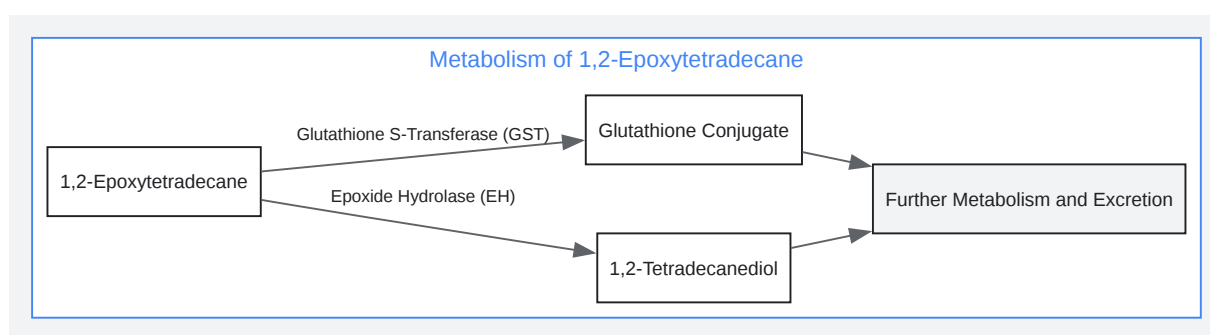 Metabolism of 1,2-Epoxytetradecane
Glutathione S-Transferase (GST)
Glutathione Conjugate
1,2-Epoxytetradecane
Epoxide Hydrolase (EH)
Further Metabolism and Excretion
1,2-Tetradecanediol